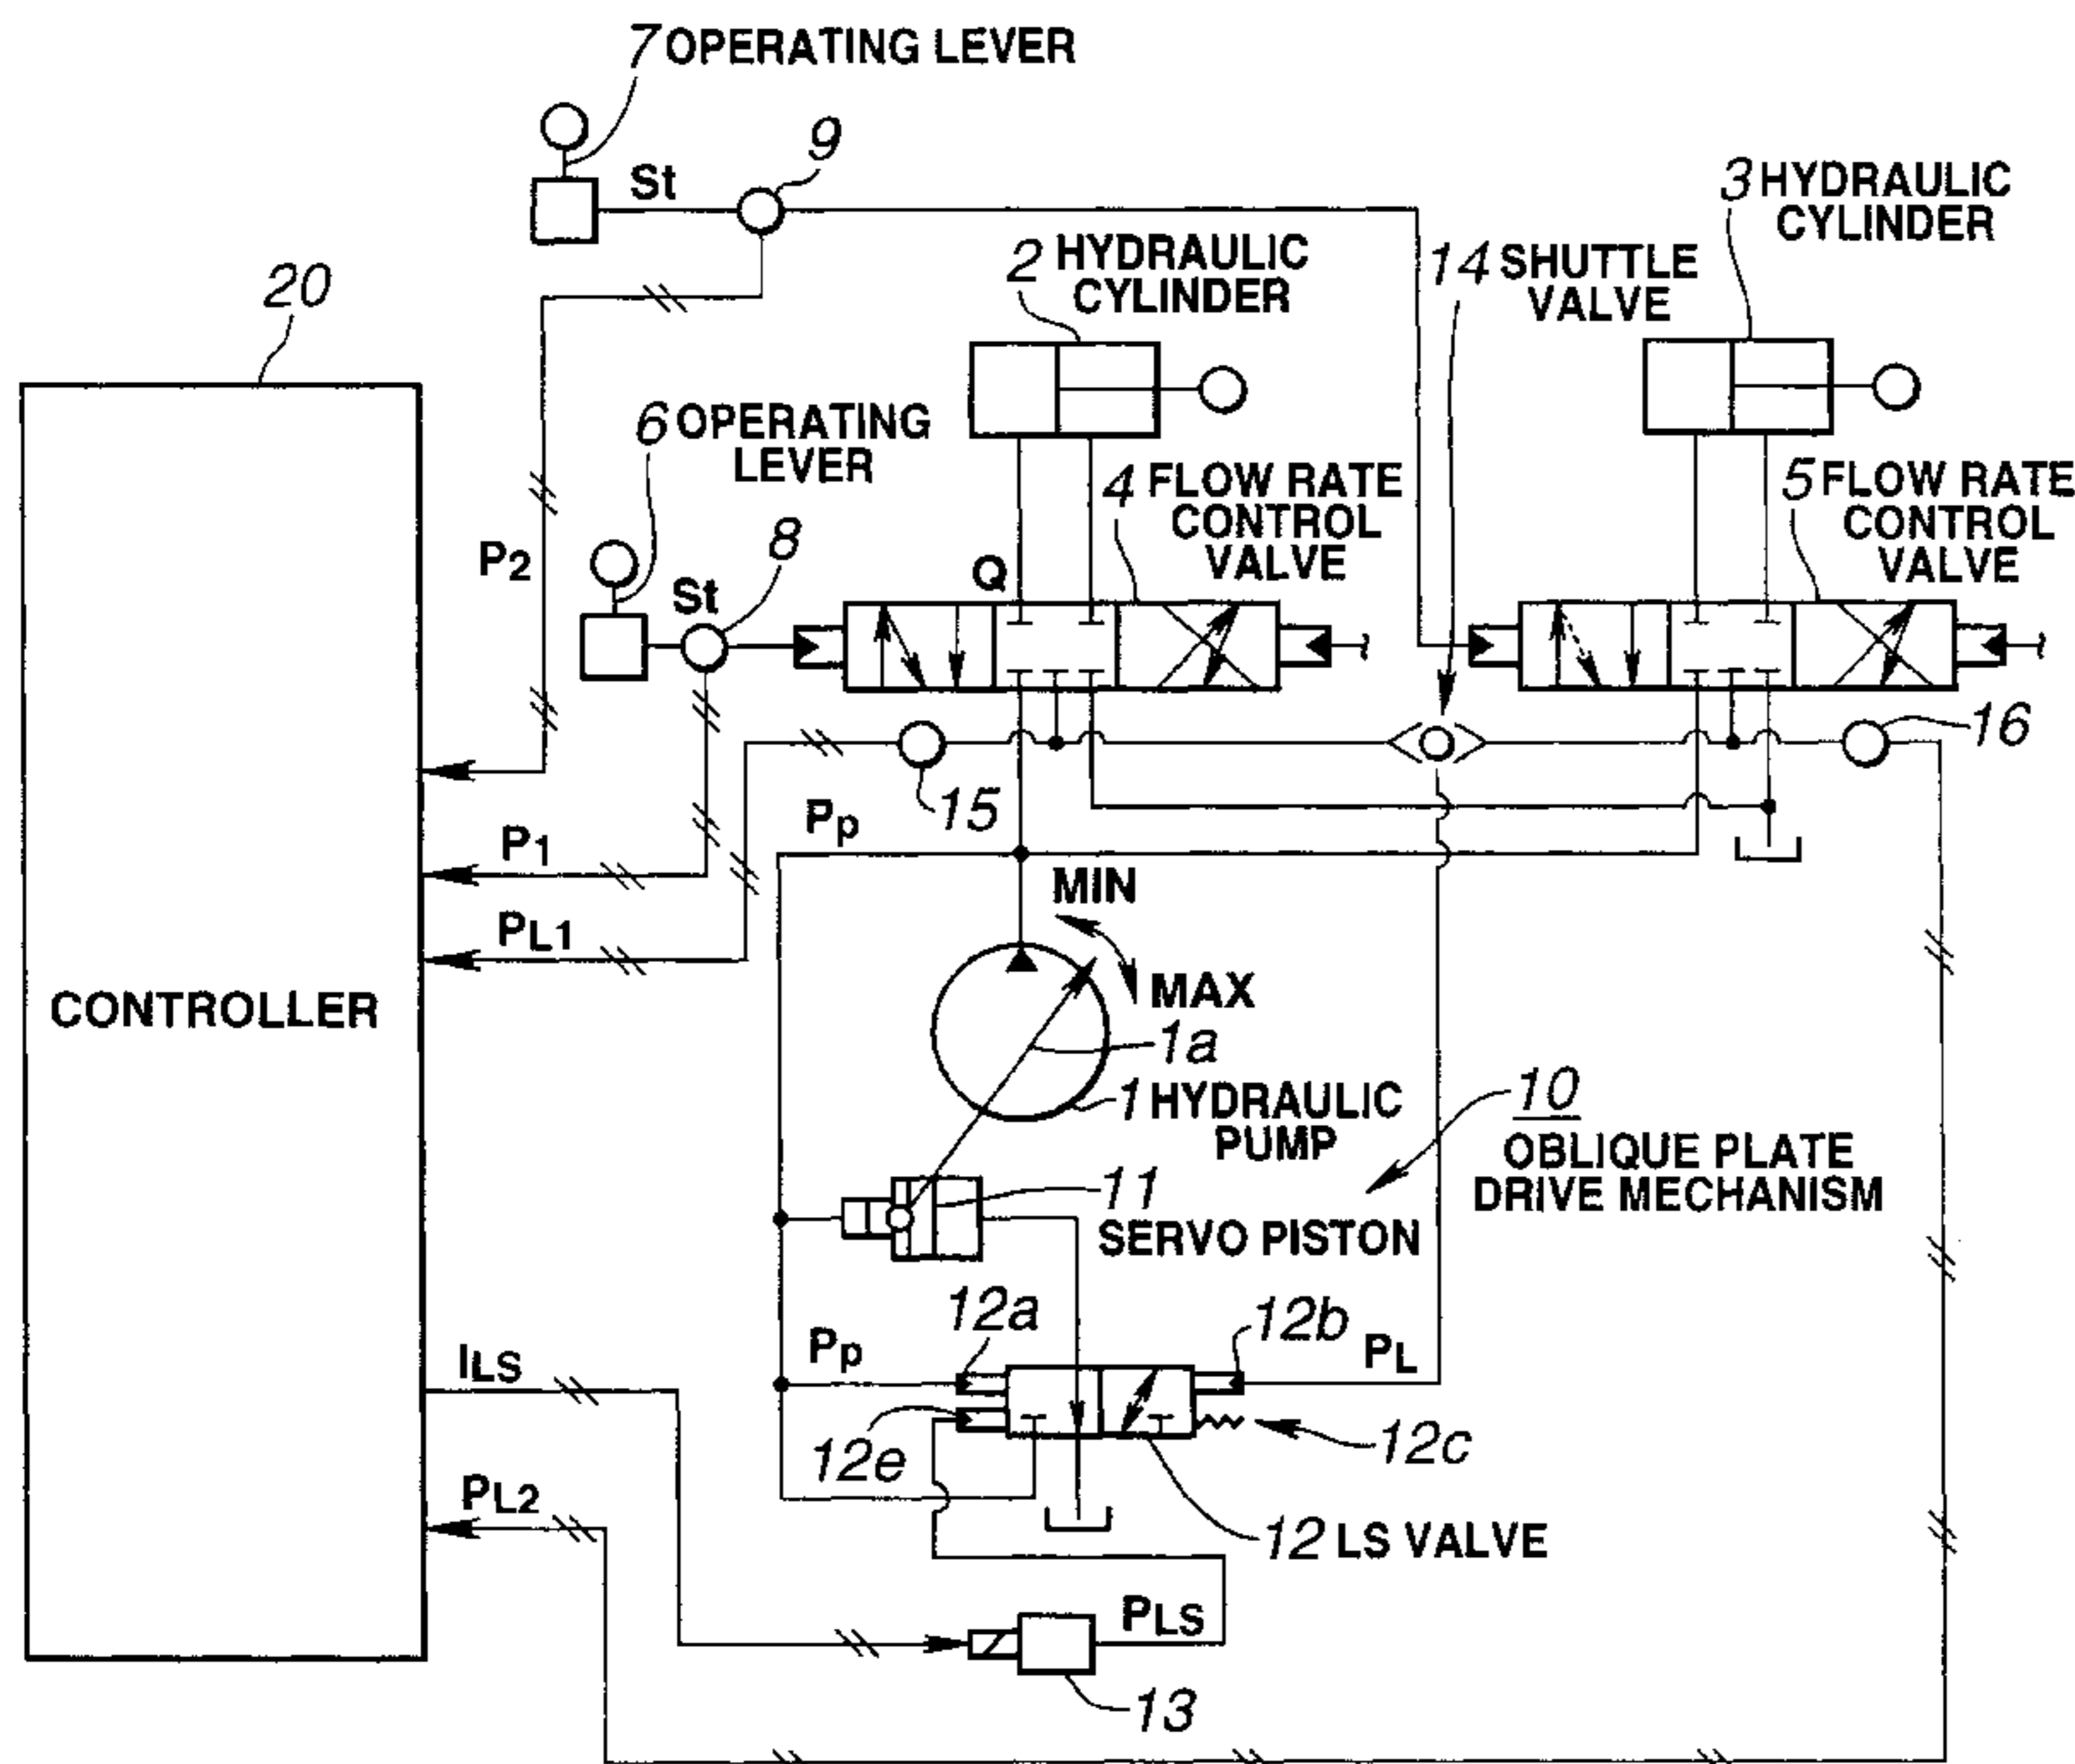 7 OPERATING LEVER
9
St
3 HYDRAULIC
CYLINDER
2 HYDRAULIC
CYLINDER
14 SHUTTLE
VALVE
20
6 OPERATING
LEVER
4 FLOW RATE
CONTROL
VALVE
5 FLOW RATE
CONTROL
VALVE
8
P2
Q
St
16
15
Pp
P1
MIN
PL1
MAX
CONTROLLER
1a
1 HYDRAULIC
PUMP
10
OBLIQUE PLATE
DRIVE MECHANISM
11
SERVO PISTON
12a
12b
Pp
PL
ILS
12e
12c
PL2
12 LS VALVE
PLS
13